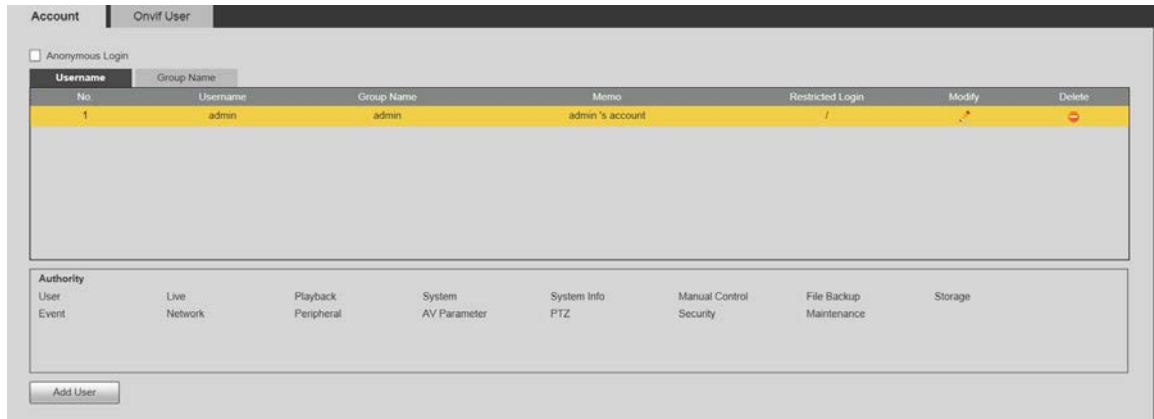 Account Onvif User
Anonymous Login
Username Group Name
No. Username Group Name Memo Restricted Login Modify Delete
1 admin admin admin 's account / 
Authority
User Live Playback System System Info Manual Control File Backup Storage
Event Network Peripheral AV Parameter PTZ Security Maintenance
Add User